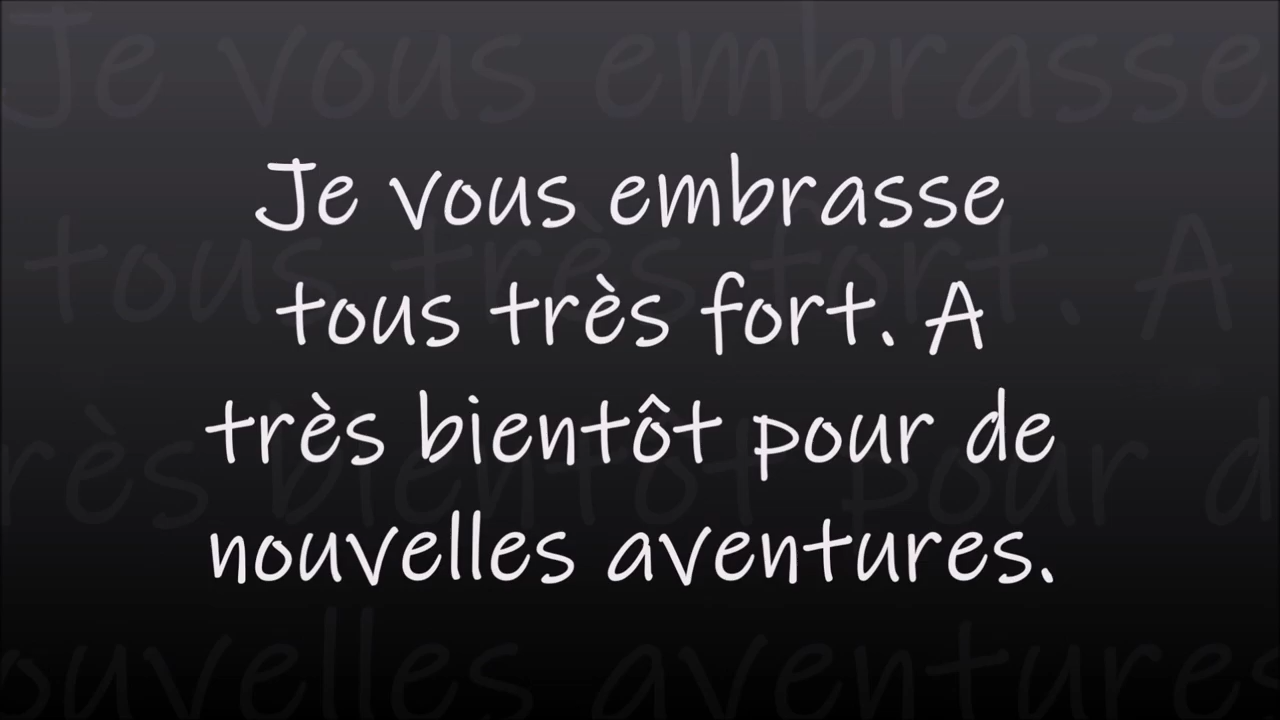 Je vous embrasse
tous très fort. A
très bientôt pour de
nouvelles aventures.